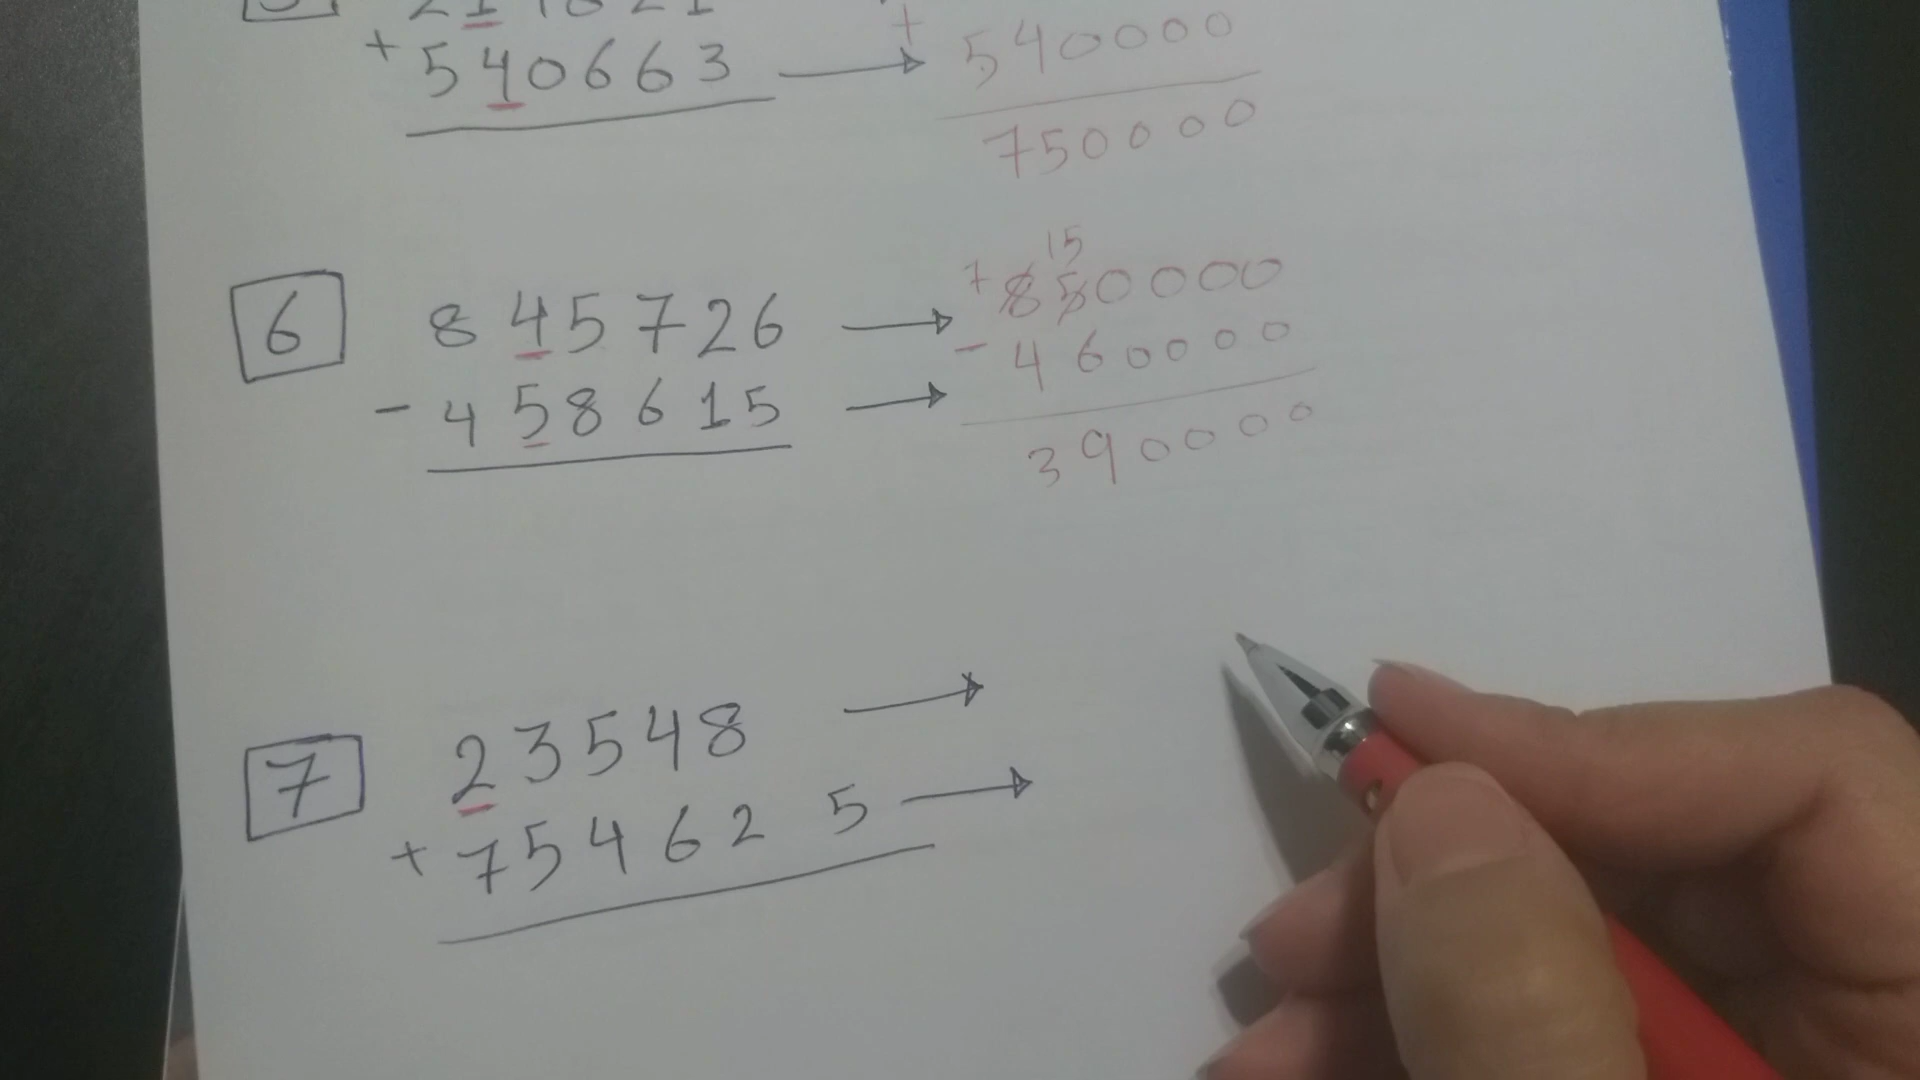 + 540663 → 540000
750000
15
6 845726 → 7 850000
- 458615 → - 460000
390000
7 23548 →
+ 754625 →